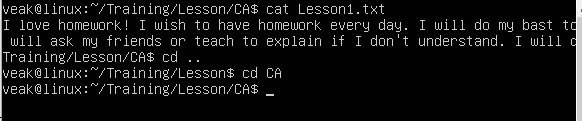 veak@linux:~/Training/Lesson/CA$ cat Lesson1.txt
I love homework! I wish to have homework every day. I will do my bast to
 will ask my friends or teach to explain if I don't understand. I will c
Training/Lesson/CA$ cd ..
veak@linux:~/Training/Lesson$ cd CA
veak@linux:~/Training/Lesson/CA$ _